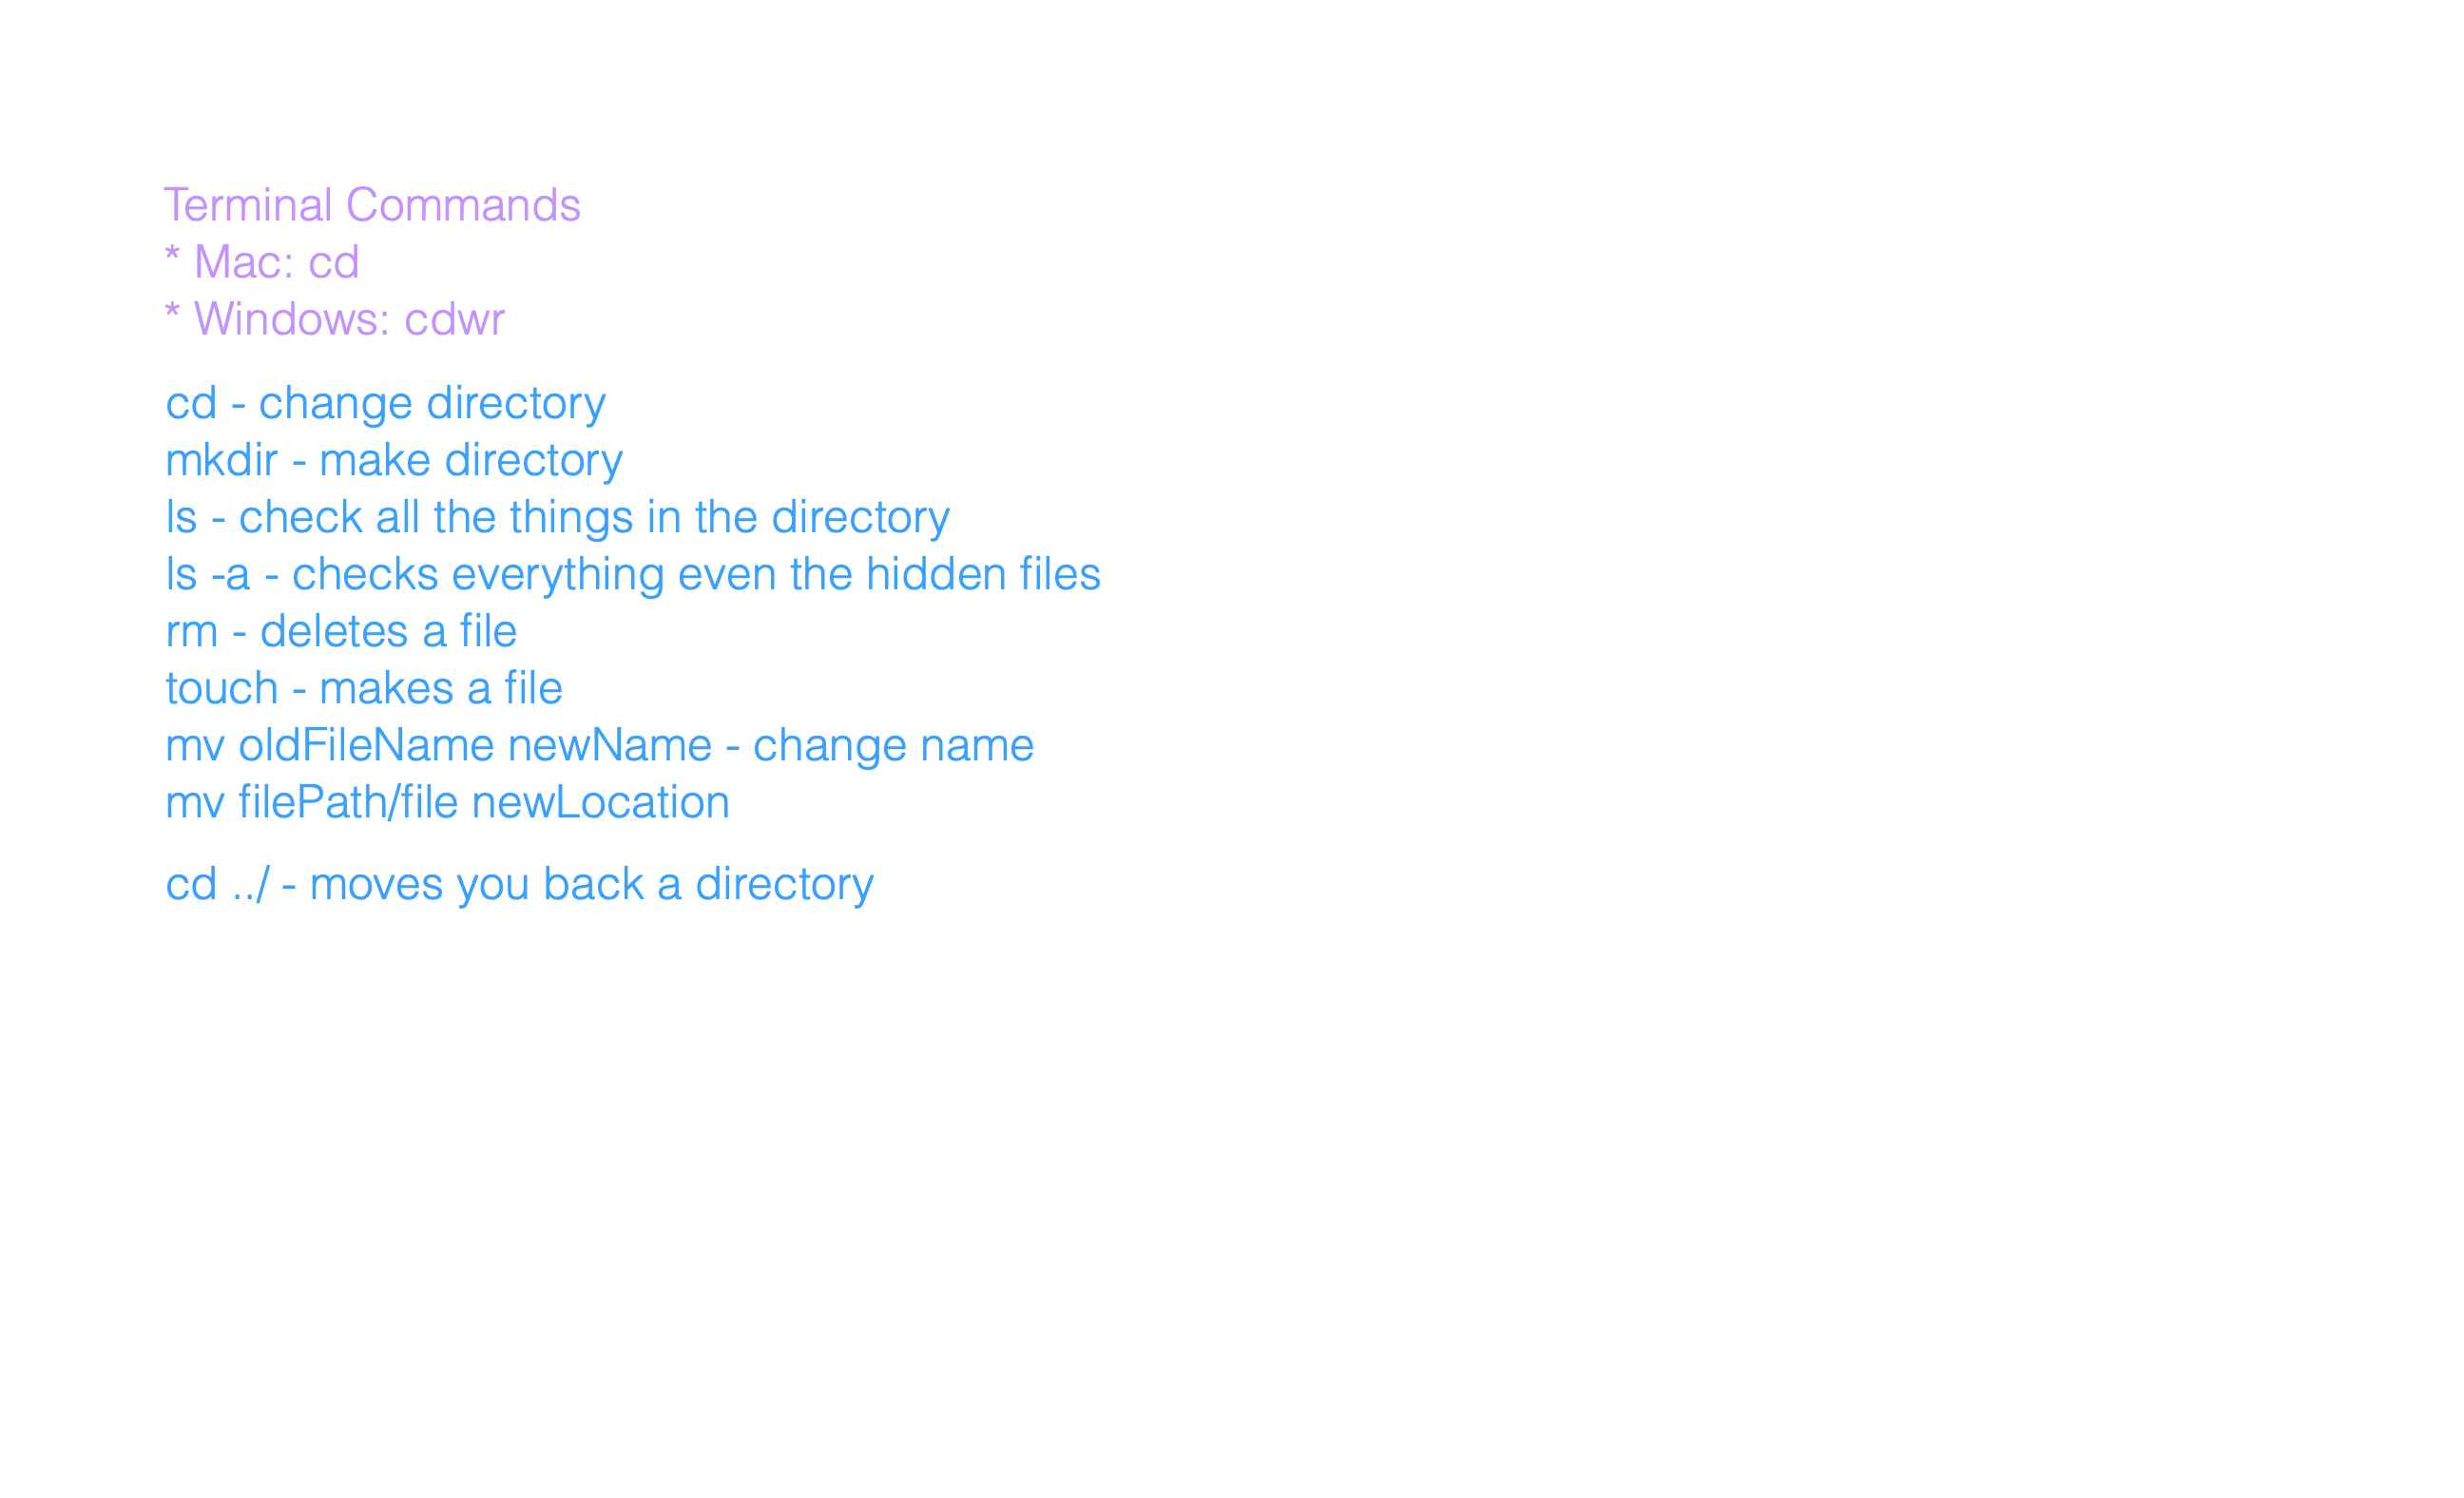 Terminal Commands
* Mac: cd
* Windows: cdwr
cd - change directory
mkdir - make directory
ls - check all the things in the directory
ls -a - checks everything even the hidden files
rm - deletes a file
touch - makes a file
mv oldFileName newName - change name
mv filePath/file newLocation
cd ../ - moves you back a directory